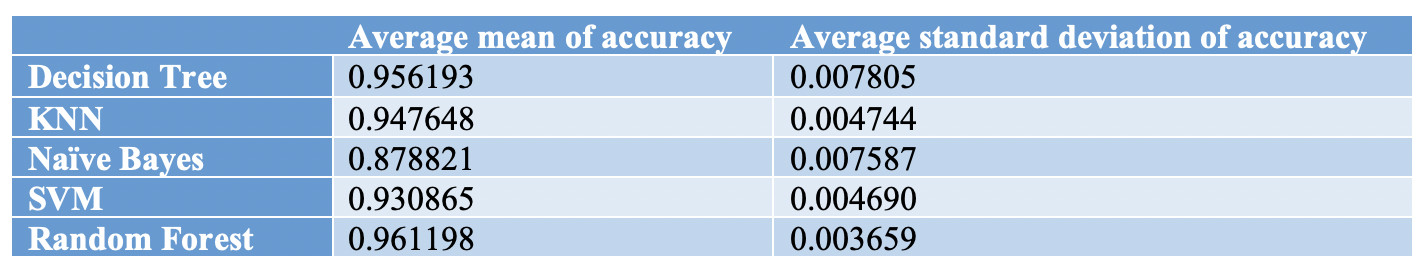 Average mean of accuracy Average standard deviation of accuracy
Decision Tree 0.956193 0.007805
KNN 0.947648 0.004744
Naïve Bayes 0.878821 0.007587
SVM 0.930865 0.004690
Random Forest 0.961198 0.003659